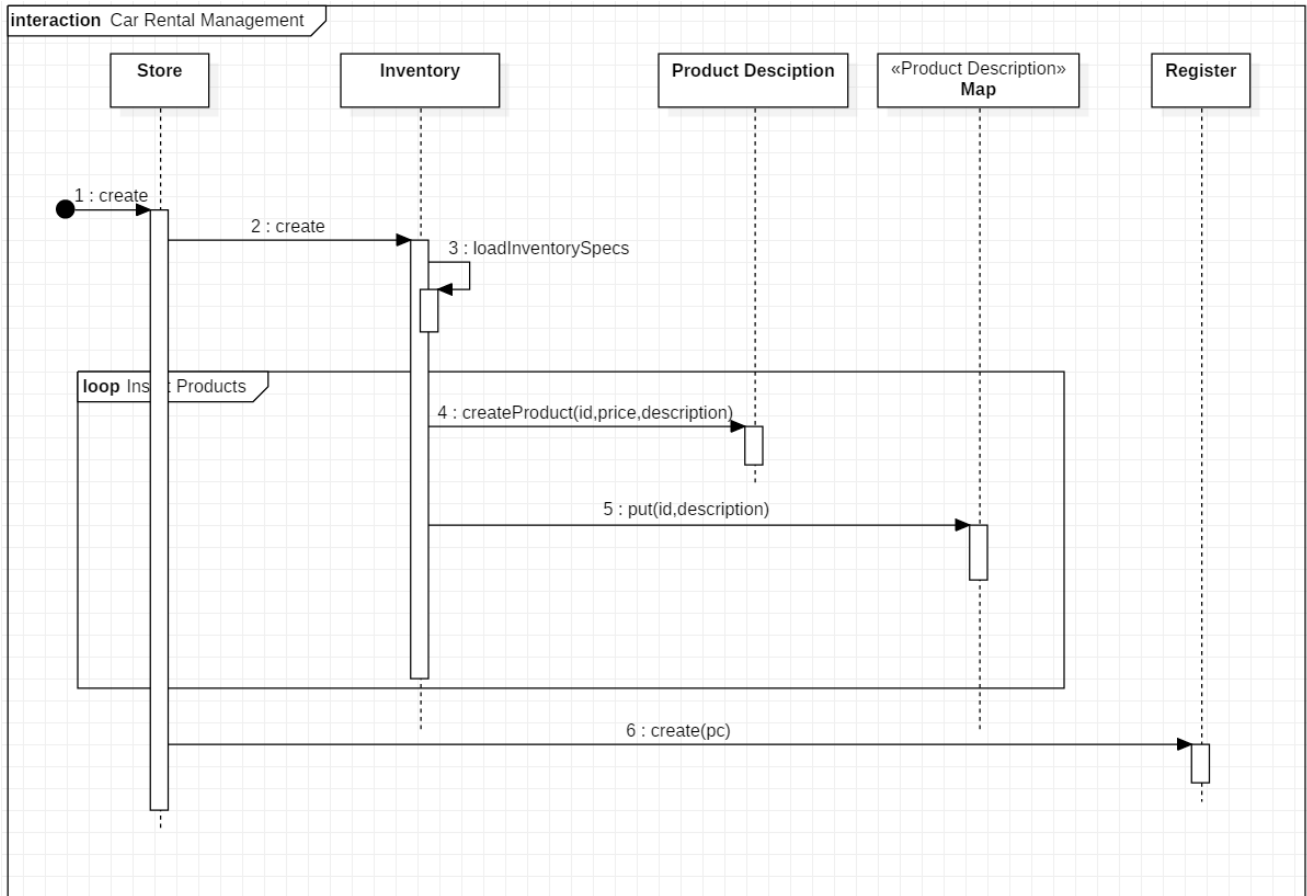 interaction Car Rental Management
Store
Inventory
Product Desciption
«Product Description»
Map
Register
1 : create
2 : create
3 : loadInventorySpecs
loop Products
4 : createProduct(id,price,description)
5 : put(id,description)
6 : create(pc)